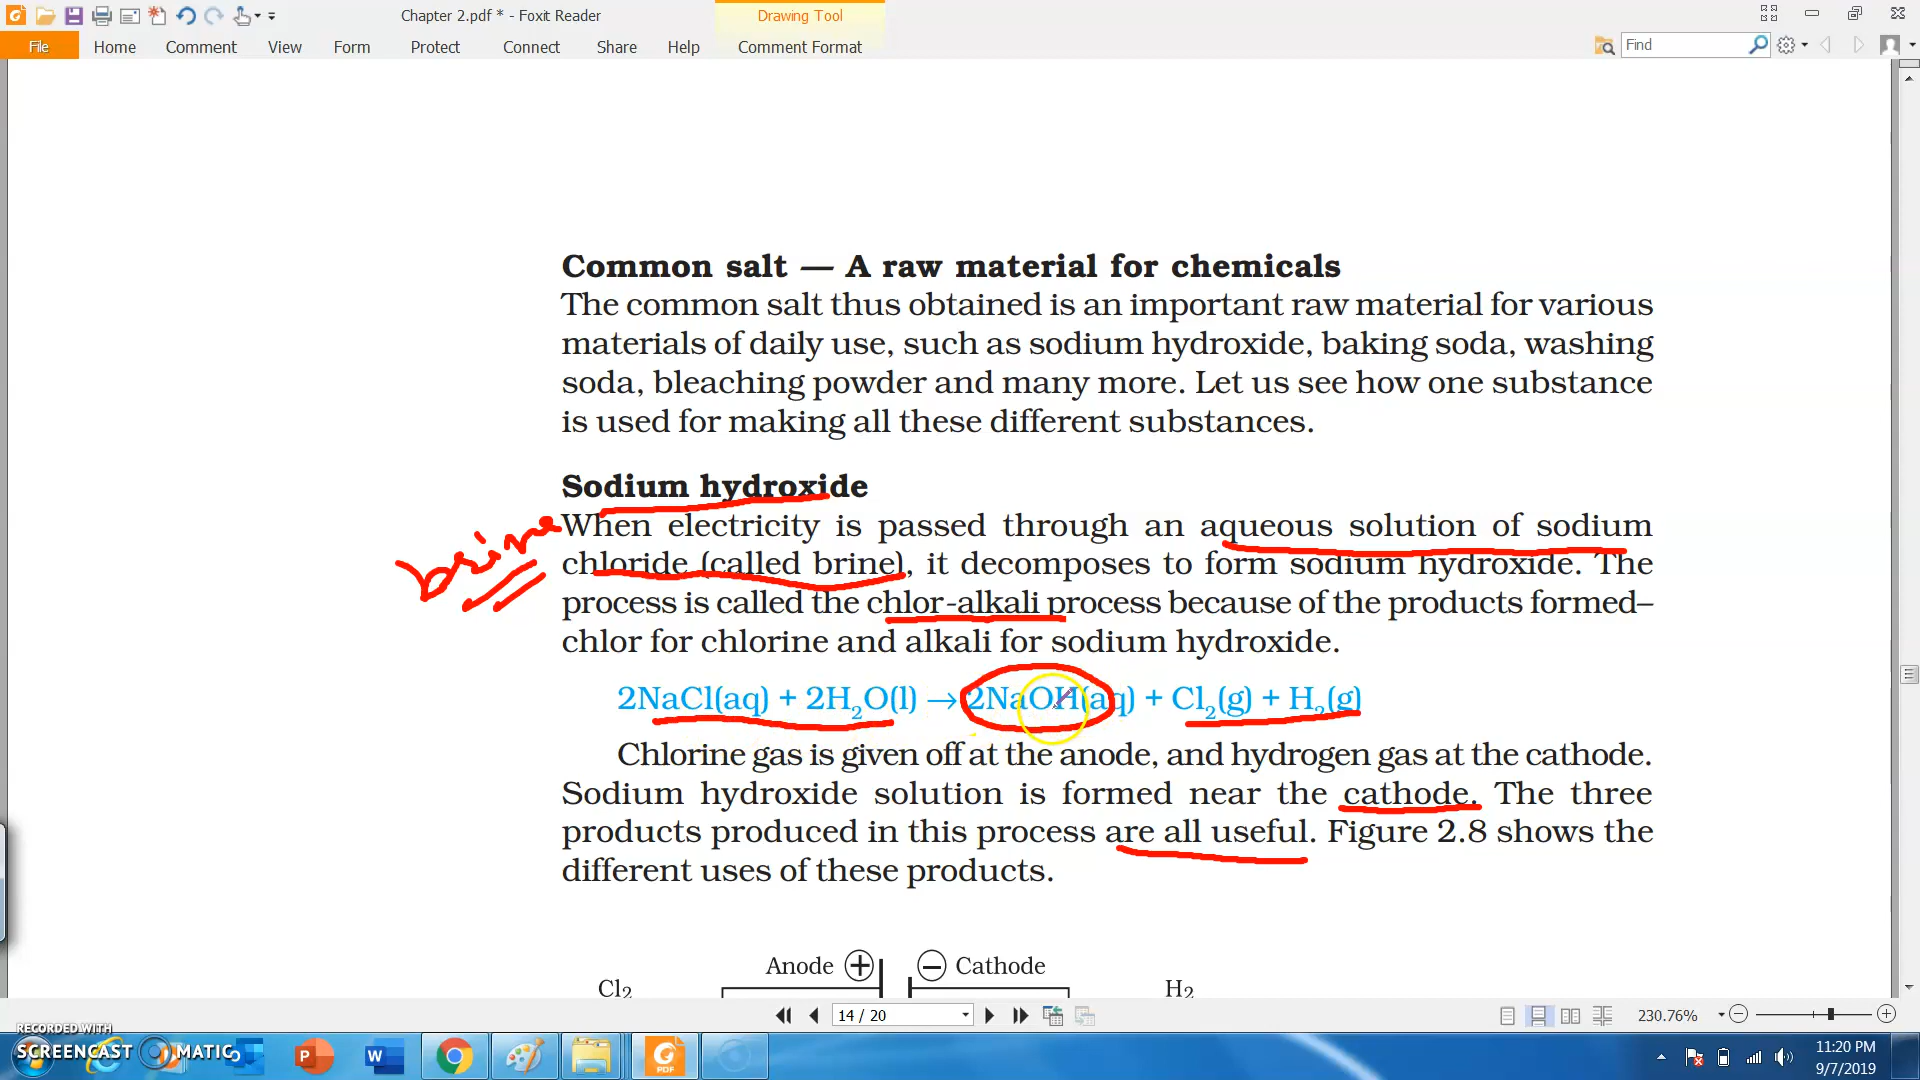 Chapter 2.pdf * - Foxit Reader
Drawing Tool
File Home Comment View Form Protect Connect Share Help Comment Format
Find
Common salt — A raw material for chemicals
The common salt thus obtained is an important raw material for various
materials of daily use, such as sodium hydroxide, baking soda, washing
soda, bleaching powder and many more. Let us see how one substance
is used for making all these different substances.
Sodium hydroxide
brine
When electricity is passed through an aqueous solution of sodium
chloride (called brine), it decomposes to form sodium hydroxide. The
process is called the chlor-alkali process because of the products formed–
chlor for chlorine and alkali for sodium hydroxide.
2NaCl(aq) + 2H₂O(l) → 2NaOH(aq) + Cl₂(g) + H₂(g)
Chlorine gas is given off at the anode, and hydrogen gas at the cathode.
Sodium hydroxide solution is formed near the cathode. The three
products produced in this process are all useful. Figure 2.8 shows the
different uses of these products.
Anode + − Cathode
Cl₂ H₂
14 / 20
230.76%
RECORDED WITH
SCREENCAST MATIC
11:20 PM
9/7/2019